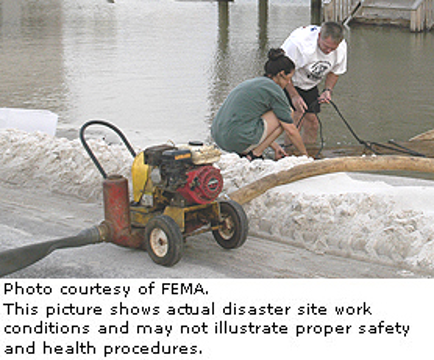 Photo courtesy of FEMA.
This picture shows actual disaster site work
conditions and may not illustrate proper safety
and health procedures.